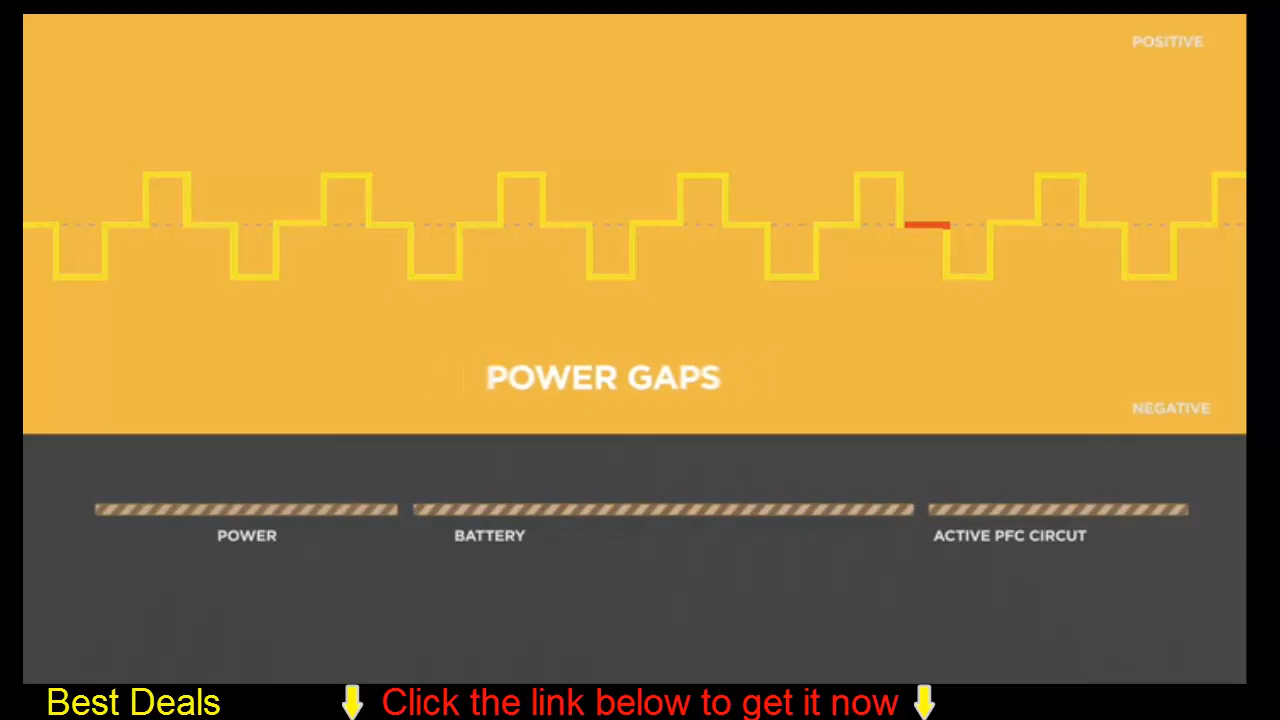 POSITIVE
POWER GAPS
NEGATIVE
POWER
BATTERY
ACTIVE PFC CIRCUT
Best Deals
Click the link below to get it now